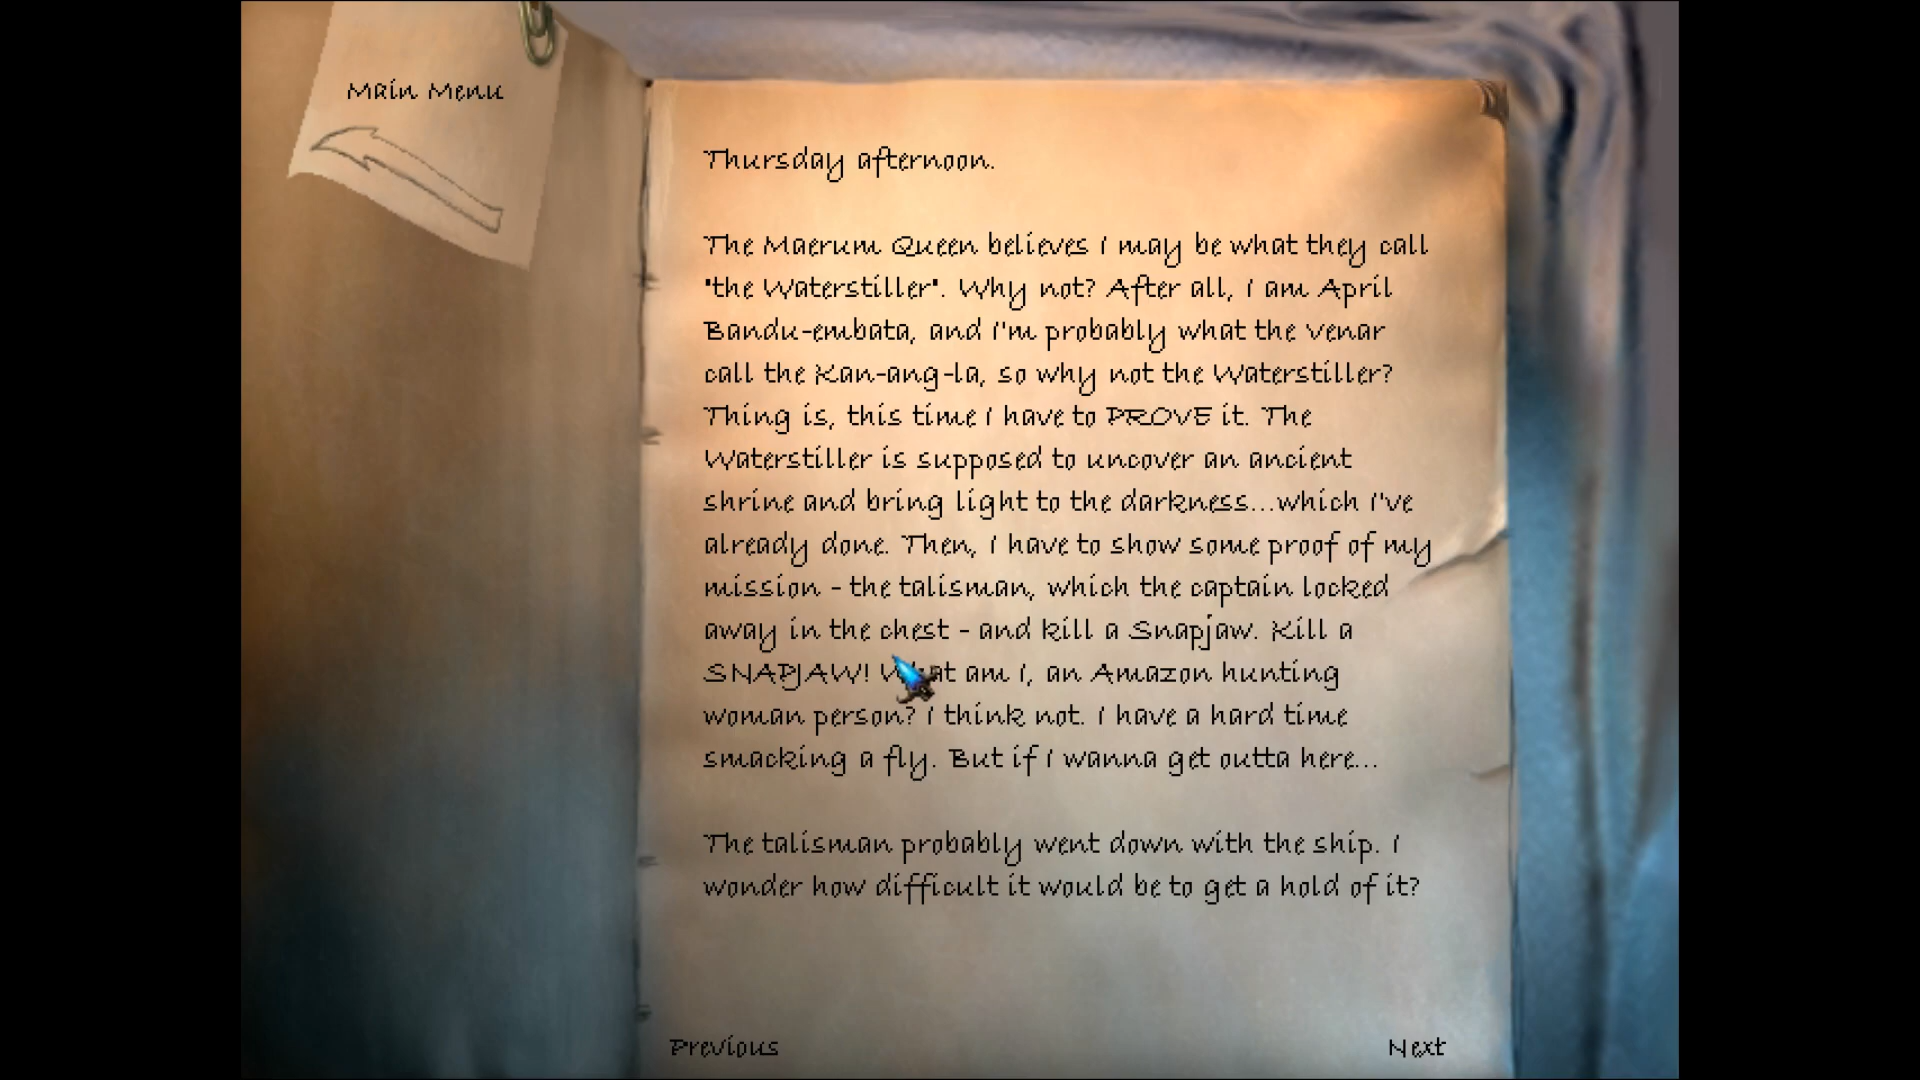 Main Menu
Thursday afternoon.
The Maerum Queen believes I may be what they call
"the Waterstiller". Why not? After all, I am April
Bandu-embata, and I'm probably what the Venar
call the Kan-ang-la, so why not the Waterstiller?
Thing is, this time I have to PROVE it. The
Waterstiller is supposed to uncover an ancient
shrine and bring light to the darkness...which I've
already done. Then, I have to show some proof of my
mission - the talisman, which the captain locked
away in the chest - and kill a Snapjaw. Kill a
SNAPJAW! What am I, an Amazon hunting
woman person? I think not. I have a hard time
smacking a fly. But if I wanna get outta here...
The talisman probably went down with the ship. I
wonder how difficult it would be to get a hold of it?
Previous
Next